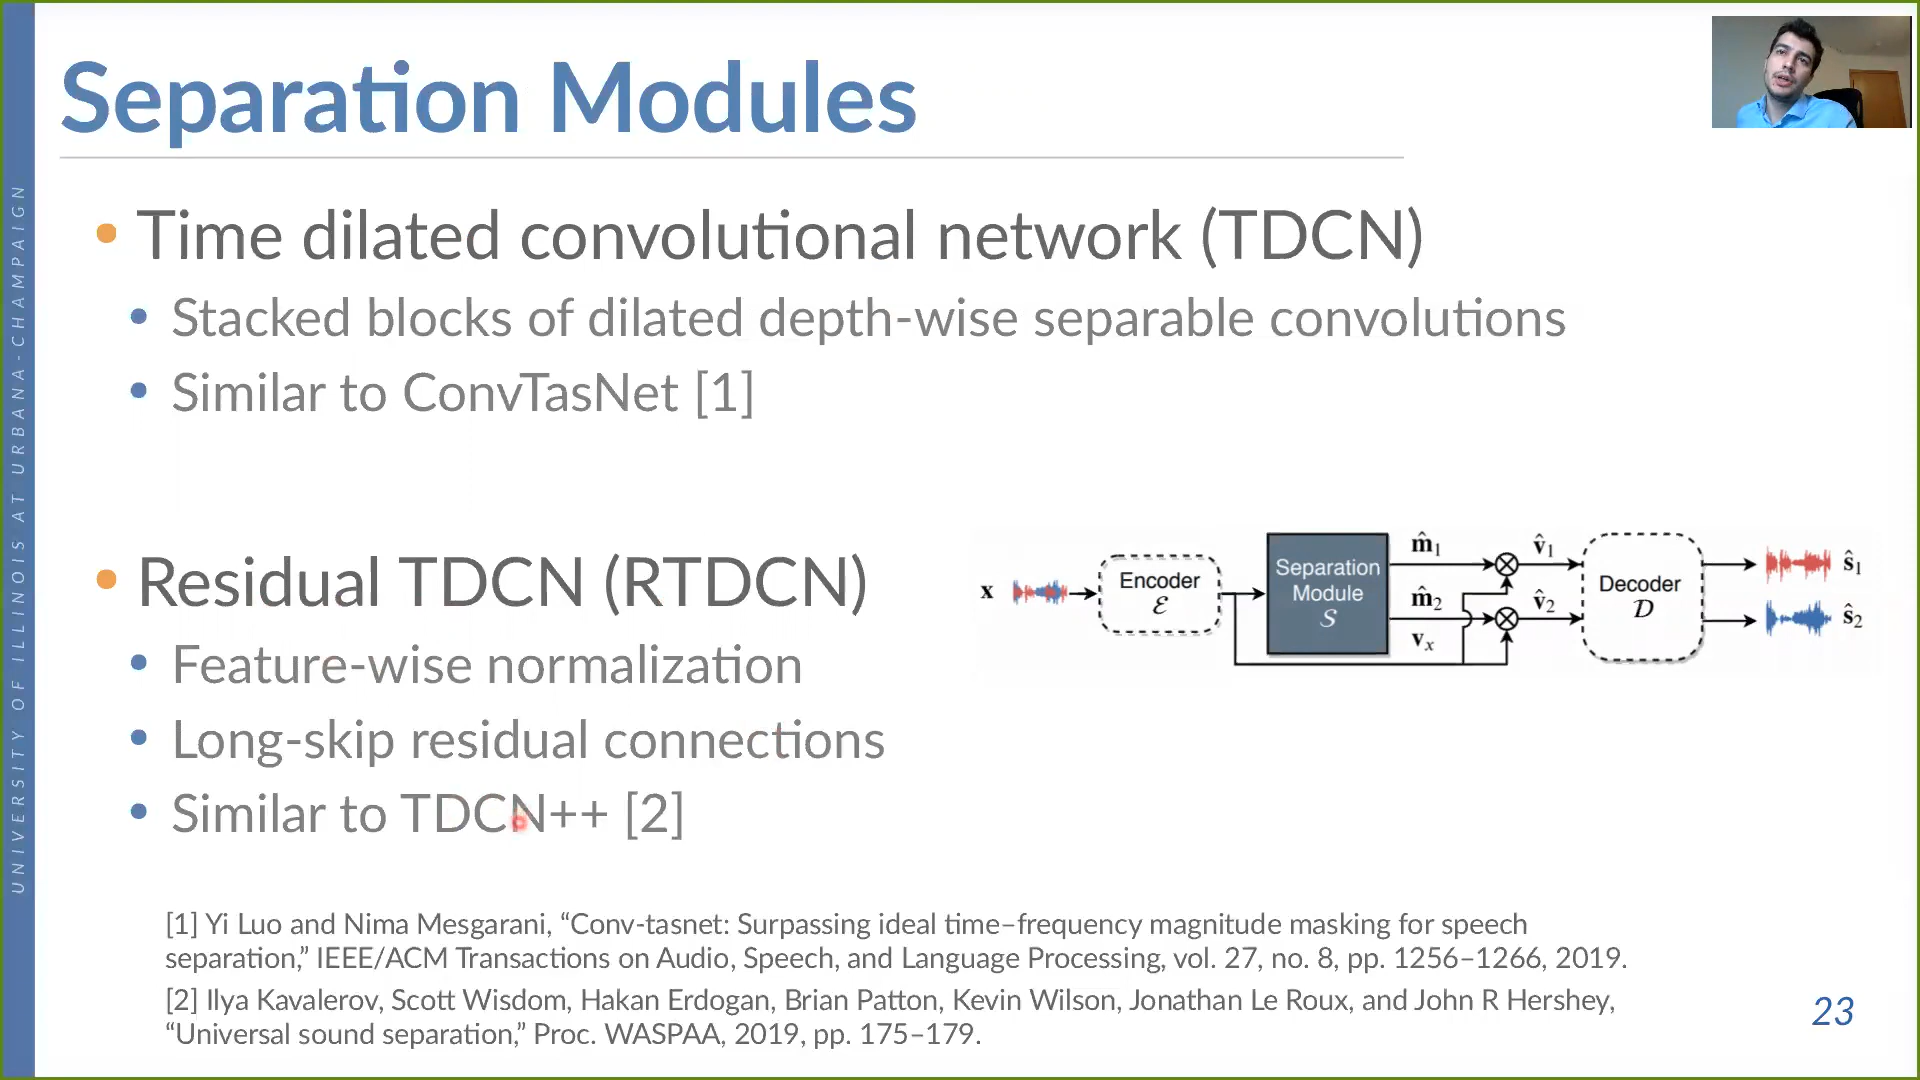 Separation Modules
UNIVERSITY OF ILLINOIS AT URBANA-CHAMPAIGN
• Time dilated convolutional network (TDCN)
• Stacked blocks of dilated depth-wise separable convolutions
• Similar to ConvTasNet [1]
• Residual TDCN (RTDCN)
• Feature-wise normalization
• Long-skip residual connections
• Similar to TDCN++ [2]
x
Encoder
ℰ
Separation
Module
𝒮
m̂₁
m̂₂
vₓ
v̂₁
v̂₂
Decoder
𝒟
ŝ₁
ŝ₂
[1] Yi Luo and Nima Mesgarani, “Conv-tasnet: Surpassing ideal time–frequency magnitude masking for speech
separation,” IEEE/ACM Transactions on Audio, Speech, and Language Processing, vol. 27, no. 8, pp. 1256–1266, 2019.
[2] Ilya Kavalerov, Scott Wisdom, Hakan Erdogan, Brian Patton, Kevin Wilson, Jonathan Le Roux, and John R Hershey,
“Universal sound separation,” Proc. WASPAA, 2019, pp. 175–179.
23